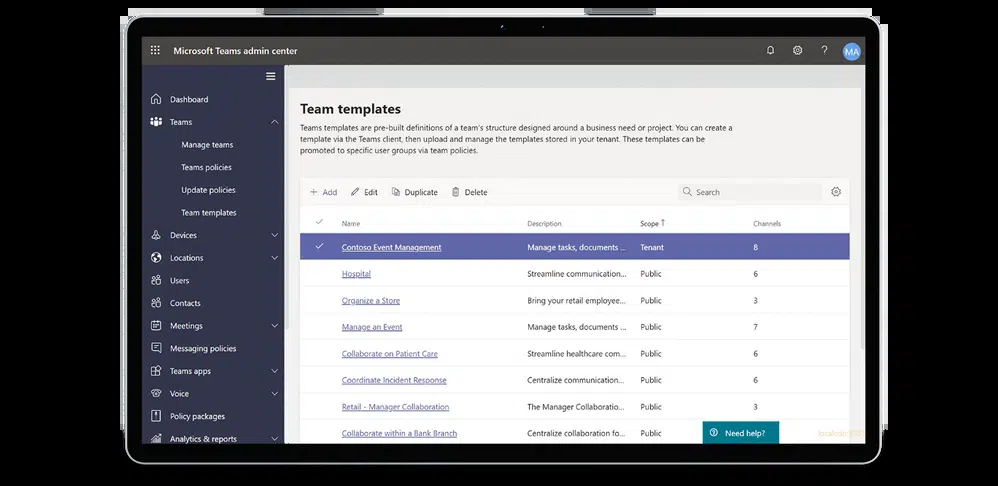 Microsoft Teams admin center
?
MA
Dashboard
Teams
Manage teams
Teams policies
Update policies
Team templates
Devices
Locations
Users
Contacts
Meetings
Messaging policies
Teams apps
Voice
Policy packages
Analytics & reports
Team templates
Teams templates are pre-built definitions of a team's structure designed around a business need or project. You can create a
template via the Teams client, then upload and manage the templates stored in your tenant. These templates can be
promoted to specific user groups via team policies.
+ Add Edit Duplicate Delete Search
Name Description Scope ↑ Channels
Contoso Event Management Manage tasks, documents ... Tenant 8
Hospital Streamline communication... Public 6
Organize a Store Bring your retail employee... Public 3
Manage an Event Manage tasks, documents ... Public 7
Collaborate on Patient Care Streamline healthcare com... Public 6
Coordinate Incident Response Centralize communication... Public 6
Retail - Manager Collaboration The Manager Collaboratio... Public 3
Collaborate within a Bank Branch Centralize collaboration fo... Public
Need help?